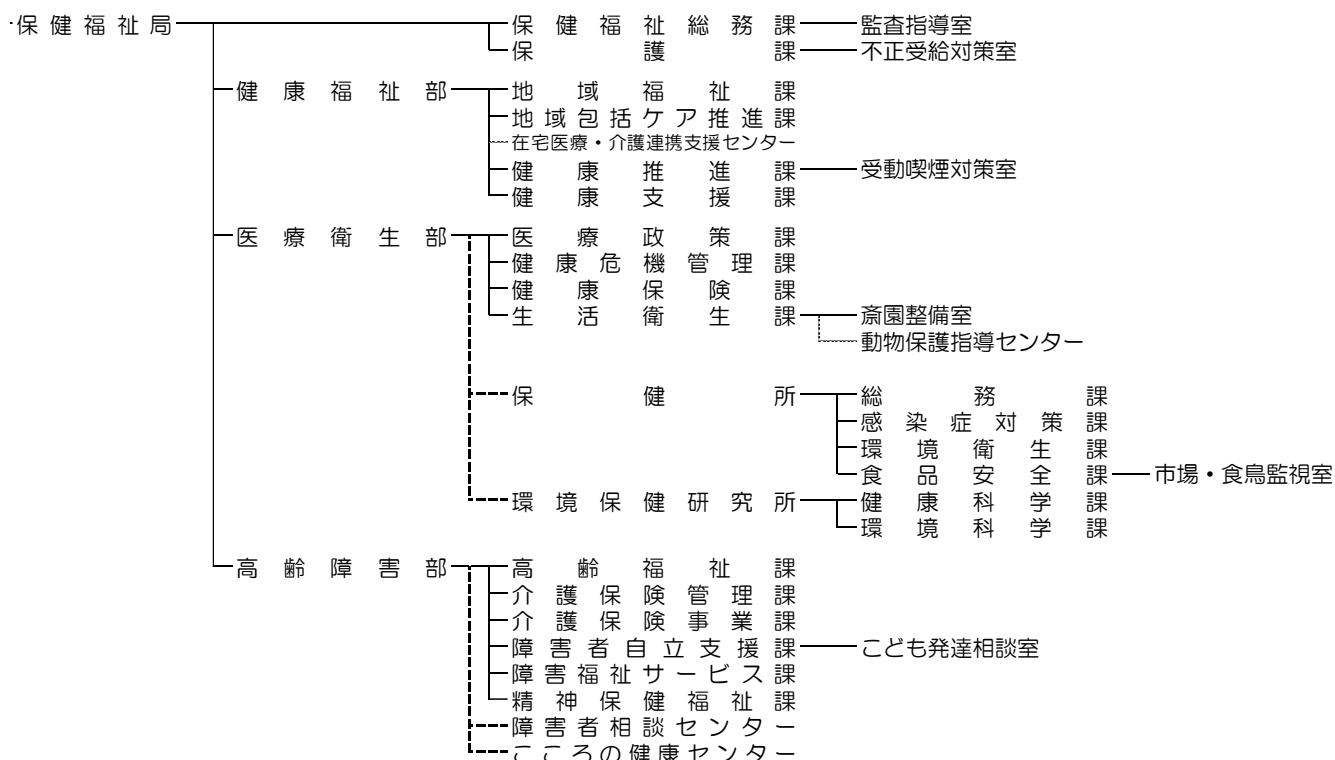 保健福祉局 保健福祉総務課 監査指導室
保護課 不正受給対策室
健康福祉部 地域福祉課
地域包括ケア推進課
在宅医療・介護連携支援センター
健康推進課 受動喫煙対策室
健康支援課
医療衛生部 医療政策課
健康危機管理課
健康保険課
生活衛生課 斎園整備室
動物保護指導センター
保健所 総務課
感染症対策課
環境衛生課
食品安全課 市場・食鳥監視室
環境保健研究所 健康科学課
環境科学課
高齢障害部 高齢福祉課
介護保険管理課
介護保険事業課
障害者自立支援課 こども発達相談室
障害福祉サービス課
精神保健福祉課
障害者相談センター
こころの健康センター